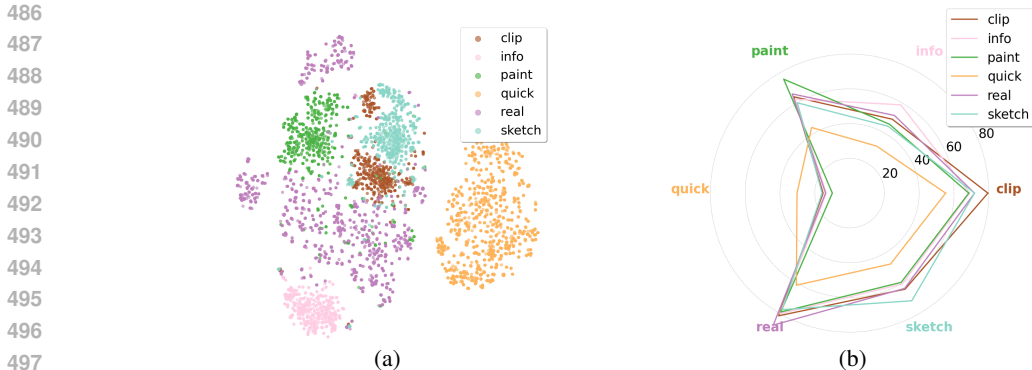 486
487
488
489
490
491
492
493
494
495
496
497
clip
info
paint
quick
real
sketch
(a)
clip
info
paint
quick
real
sketch
paint
info
quick
clip
real
sketch
20
40
60
80
(b)